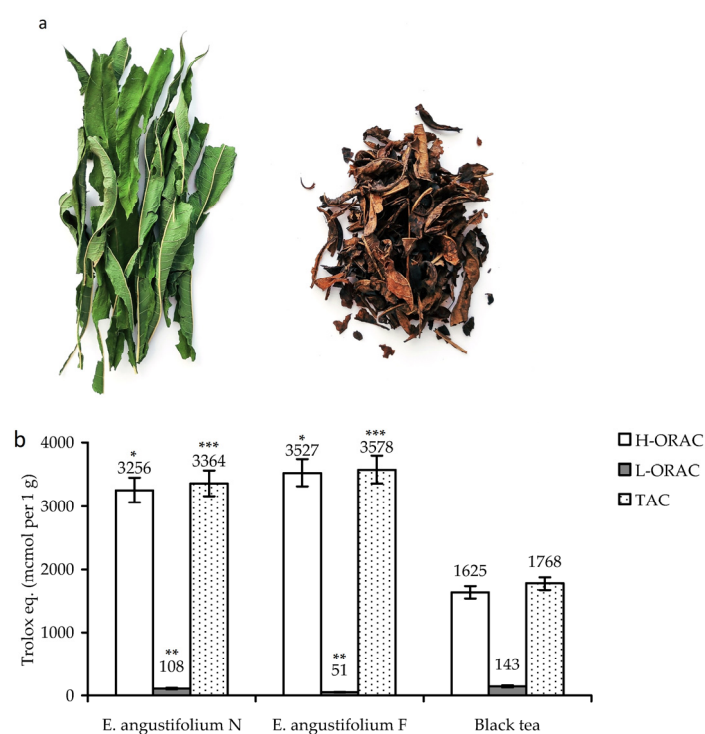 a
b
4000
3000
2000
1000
0
Trolox eq. (mcmol per 1 g)
*
3256
**
108
***
3364
*
3527
**
51
***
3578
1625
143
1768
E. angustifolium N
E. angustifolium F
Black tea
H-ORAC
L-ORAC
TAC